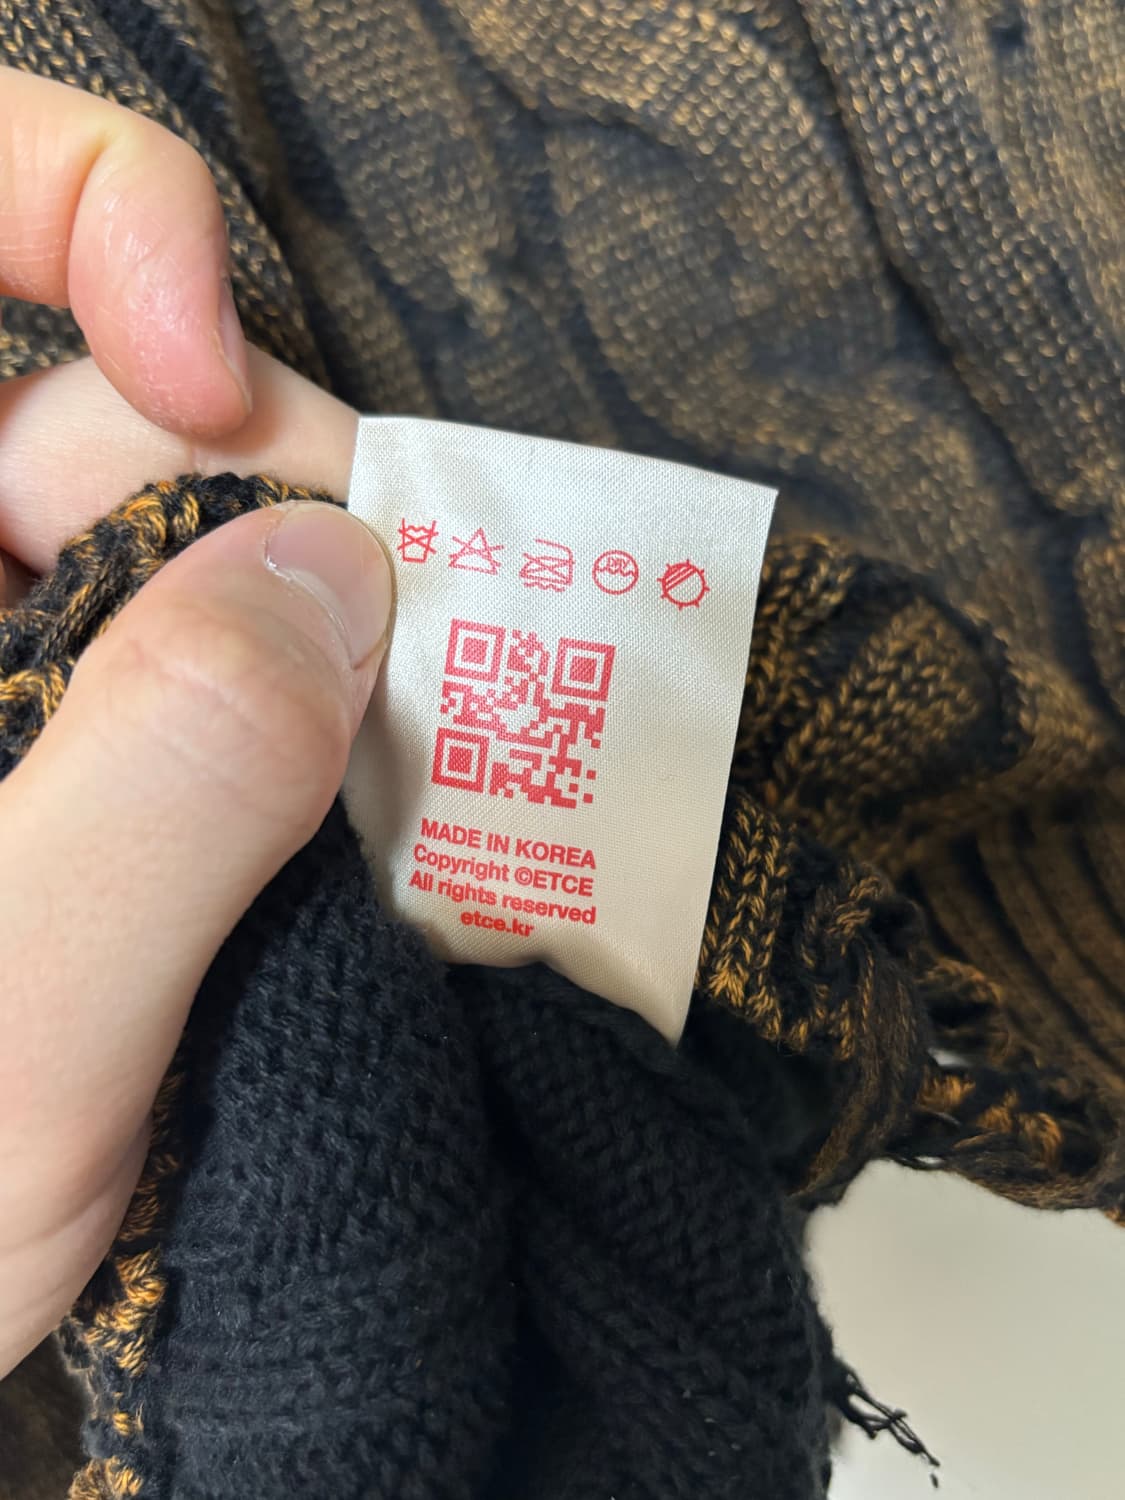 MADE IN KOREA
Copyright ©ETCE
All rights reserved
etce.kr